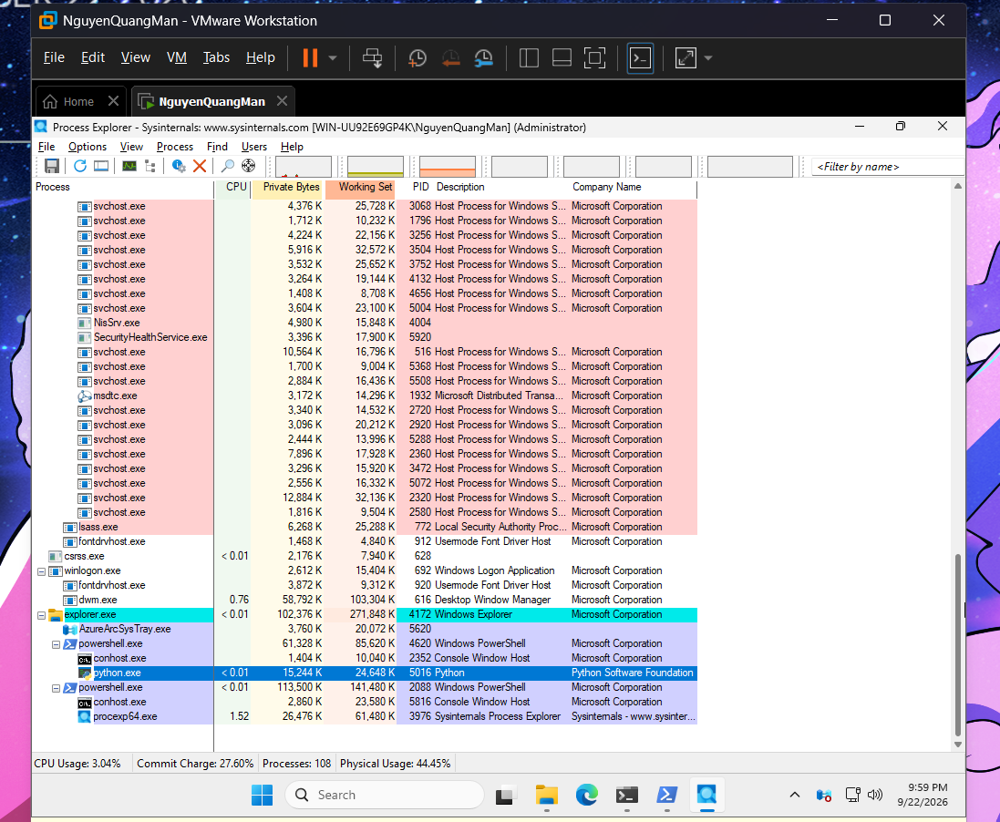 NguyenQuangMan - VMware Workstation
File Edit View VM Tabs Help
Home NguyenQuangMan
Process Explorer - Sysinternals: www.sysinternals.com [WIN-UU92E69GP4K\NguyenQuangMan] (Administrator)
File Options View Process Find Users Help
<Filter by name>
Process CPU Private Bytes Working Set PID Description Company Name
svchost.exe 4,376 K 25,728 K 3068 Host Process for Windows S... Microsoft Corporation
svchost.exe 1,712 K 10,232 K 1796 Host Process for Windows S... Microsoft Corporation
svchost.exe 4,224 K 22,156 K 3256 Host Process for Windows S... Microsoft Corporation
svchost.exe 5,916 K 32,572 K 3504 Host Process for Windows S... Microsoft Corporation
svchost.exe 3,532 K 25,652 K 3752 Host Process for Windows S... Microsoft Corporation
svchost.exe 3,264 K 19,144 K 4132 Host Process for Windows S... Microsoft Corporation
svchost.exe 1,408 K 8,708 K 4656 Host Process for Windows S... Microsoft Corporation
svchost.exe 3,604 K 23,100 K 5004 Host Process for Windows S... Microsoft Corporation
NisSrv.exe 4,980 K 15,848 K 4004
SecurityHealthService.exe 3,396 K 17,900 K 5920
svchost.exe 10,564 K 16,796 K 516 Host Process for Windows S... Microsoft Corporation
svchost.exe 1,700 K 9,004 K 5368 Host Process for Windows S... Microsoft Corporation
svchost.exe 2,884 K 16,436 K 5508 Host Process for Windows S... Microsoft Corporation
msdtc.exe 3,172 K 14,296 K 1932 Microsoft Distributed Transa... Microsoft Corporation
svchost.exe 3,340 K 14,532 K 2720 Host Process for Windows S... Microsoft Corporation
svchost.exe 3,096 K 20,212 K 2920 Host Process for Windows S... Microsoft Corporation
svchost.exe 2,444 K 13,996 K 5288 Host Process for Windows S... Microsoft Corporation
svchost.exe 7,896 K 17,928 K 2360 Host Process for Windows S... Microsoft Corporation
svchost.exe 3,296 K 15,920 K 3472 Host Process for Windows S... Microsoft Corporation
svchost.exe 2,556 K 16,332 K 5072 Host Process for Windows S... Microsoft Corporation
svchost.exe 12,884 K 32,136 K 2320 Host Process for Windows S... Microsoft Corporation
svchost.exe 1,816 K 9,504 K 2580 Host Process for Windows S... Microsoft Corporation
lsass.exe 6,268 K 25,288 K 772 Local Security Authority Proc... Microsoft Corporation
fontdrvhost.exe 1,468 K 4,840 K 912 Usermode Font Driver Host Microsoft Corporation
csrss.exe < 0.01 2,176 K 7,940 K 628
winlogon.exe 2,612 K 15,404 K 692 Windows Logon Application Microsoft Corporation
fontdrvhost.exe 3,872 K 9,312 K 920 Usermode Font Driver Host Microsoft Corporation
dwm.exe 0.76 58,792 K 103,304 K 616 Desktop Window Manager Microsoft Corporation
explorer.exe < 0.01 102,376 K 271,848 K 4172 Windows Explorer Microsoft Corporation
AzureArcSysTray.exe 3,760 K 20,072 K 5620
powershell.exe 61,328 K 85,620 K 4620 Windows PowerShell Microsoft Corporation
conhost.exe 1,404 K 10,040 K 2352 Console Window Host Microsoft Corporation
python.exe < 0.01 15,244 K 24,648 K 5016 Python Python Software Foundation
powershell.exe < 0.01 113,500 K 141,480 K 2088 Windows PowerShell Microsoft Corporation
conhost.exe 2,860 K 23,580 K 5816 Console Window Host Microsoft Corporation
procexp64.exe 1.52 26,476 K 61,480 K 3976 Sysinternals Process Explorer Sysinternals - www.sysinter...
CPU Usage: 3.04% Commit Charge: 27.60% Processes: 108 Physical Usage: 44.45%
Search
9:59 PM
9/22/2026